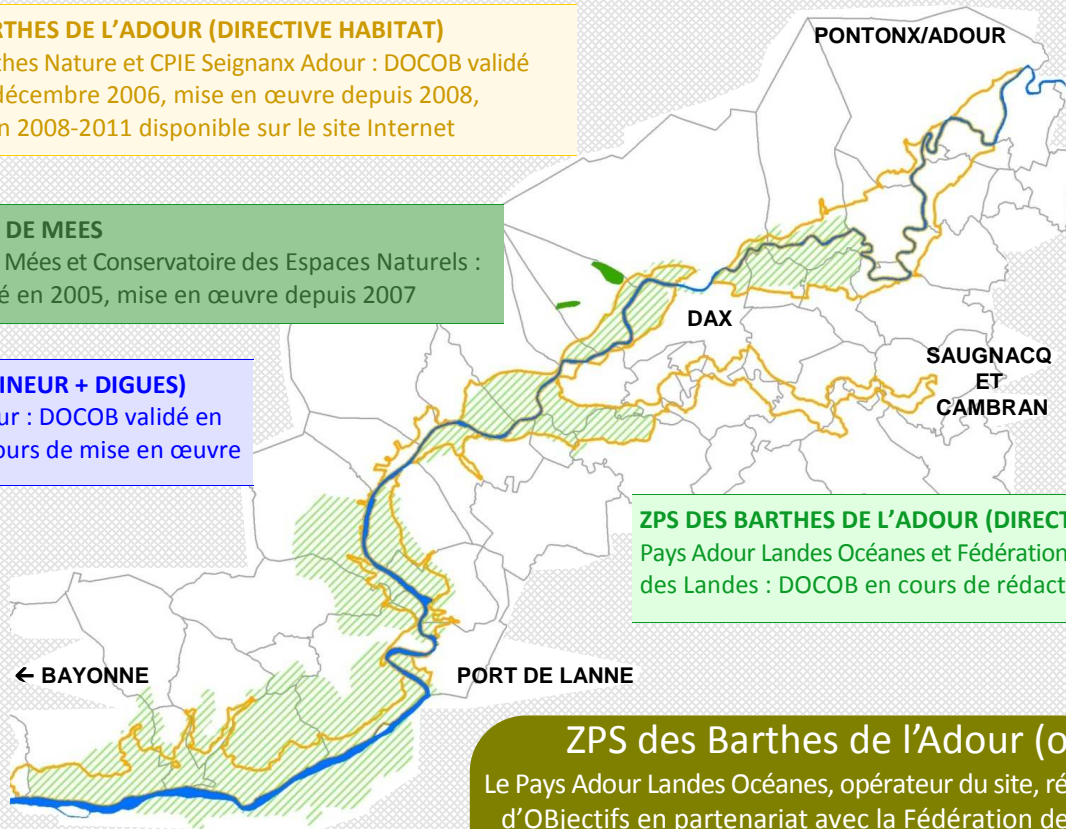 RTHES DE L’ADOUR (DIRECTIVE HABITAT)
thes Nature et CPIE Seignanx Adour : DOCOB validé
décembre 2006, mise en œuvre depuis 2008,
n 2008-2011 disponible sur le site Internet
PONTONX/ADOUR
DE MEES
Mées et Conservatoire des Espaces Naturels :
é en 2005, mise en œuvre depuis 2007
DAX
SAUGNACQ
ET
CAMBRAN
INEUR + DIGUES)
ur : DOCOB validé en
ours de mise en œuvre
ZPS DES BARTHES DE L’ADOUR (DIRECT
Pays Adour Landes Océanes et Fédération
des Landes : DOCOB en cours de rédact
← BAYONNE
PORT DE LANNE
ZPS des Barthes de l’Adour (o
Le Pays Adour Landes Océanes, opérateur du site, ré
d’OBjectifs en partenariat avec la Fédération de